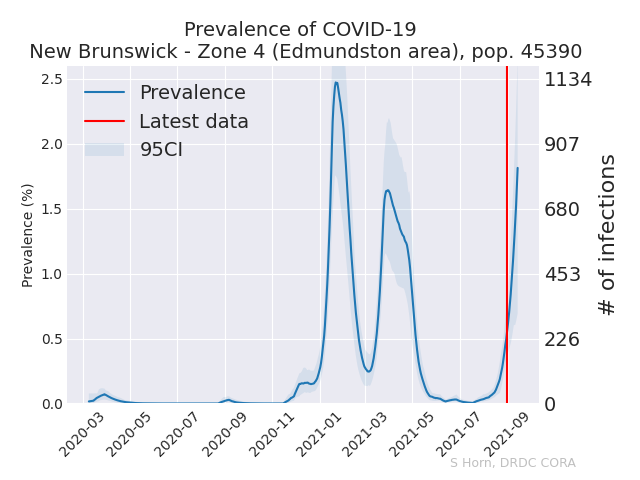 Prevalence of COVID-19
New Brunswick - Zone 4 (Edmundston area), pop. 45390
Prevalence
Latest data
95CI
Prevalence (%)
2.5
2.0
1.5
1.0
0.5
0.0
1134
907
680
453
226
0
# of infections
2020-03
2020-05
2020-07
2020-09
2020-11
2021-01
2021-03
2021-05
2021-07
2021-09
S Horn, DRDC CORA